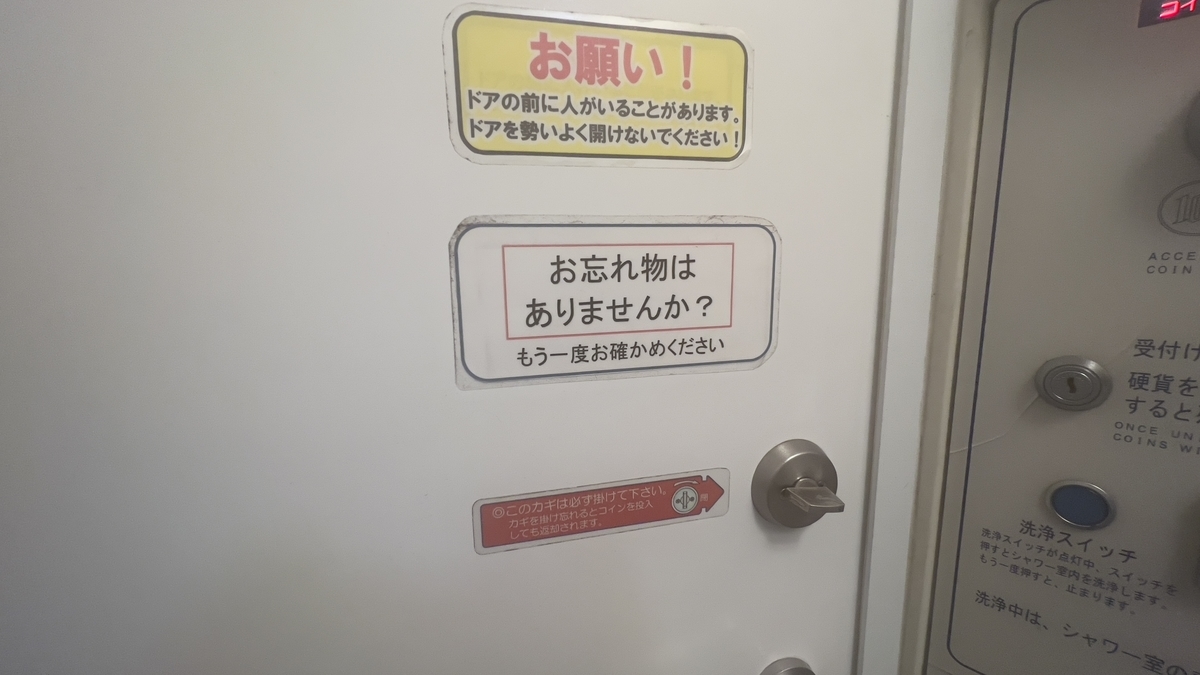 お願い！
ドアの前に人がいることがあります。
ドアを勢いよく開けないでください！
お忘れ物は
ありませんか？
もう一度お確かめください
◎このカギは必ず掛けて下さい。
カギを掛け忘れるとコインを投入
しても返却されます。
コイ
ACCE
COIN
受付け
硬貨を
すると
ONCE UN
COINS WI
洗浄スイッチ
洗浄スイッチが点灯中、スイッチを
押すとシャワー室内を洗浄します。
もう一度押すと、止まります。
洗浄中は、シャワー室の